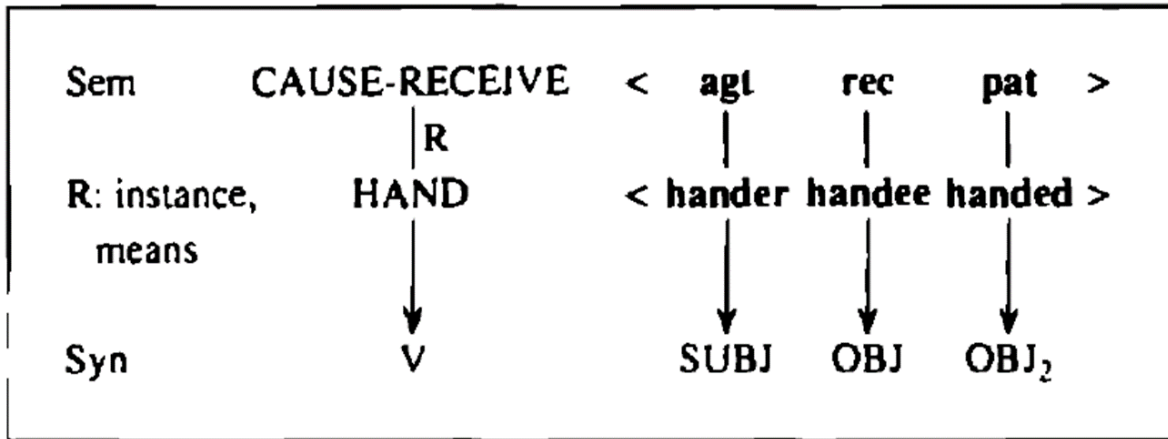 Sem CAUSE-RECEIVE < agt rec pat >
R
R: instance, HAND < hander handee handed >
means
Syn V SUBJ OBJ OBJ₂